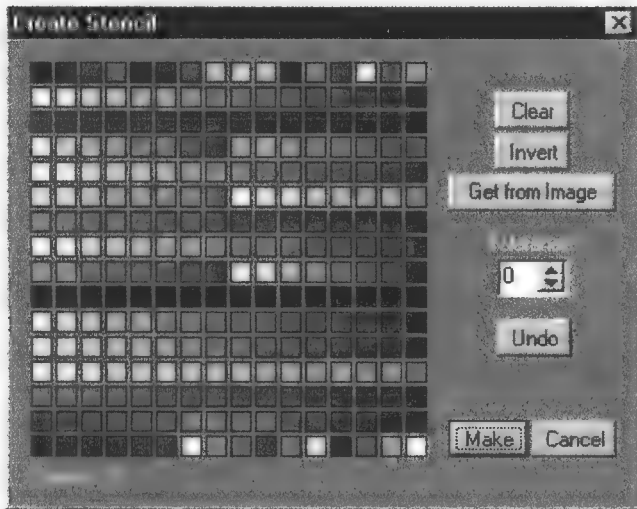 Create Stencil
Clear
Invert
Get from Image
0
Undo
Make Cancel